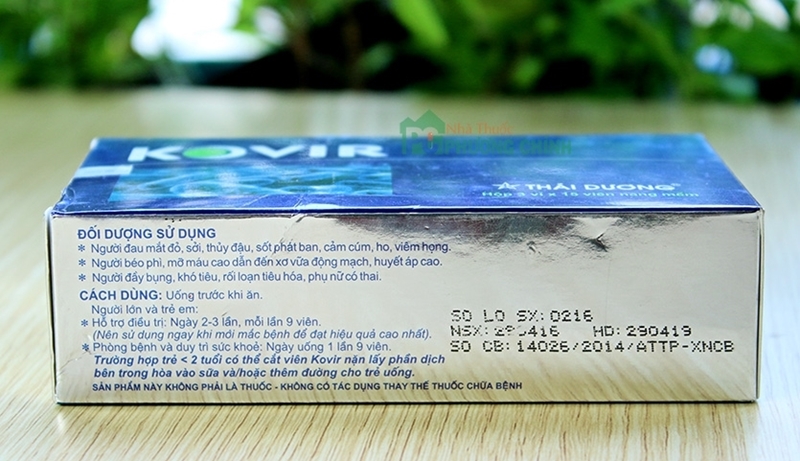 KOVIR
THÁI DƯƠNG
Hộp 3 vỉ x 15 viên nang mềm
ĐỐI DƯỢNG SỬ DỤNG
* Người đau mắt đỏ, sởi, thủy đậu, sốt phát ban, cảm cúm, ho, viêm họng.
* Người béo phì, mỡ máu cao dẫn đến xơ vữa động mạch, huyết áp cao.
* Người đầy bụng, khó tiêu, rối loạn tiêu hóa, phụ nữ có thai.
CÁCH DÙNG: Uống trước khi ăn.
Người lớn và trẻ em:
* Hỗ trợ điều trị: Ngày 2-3 lần, mỗi lần 9 viên.
(Nên sử dụng ngay khi mới mắc bệnh để đạt hiệu quả cao nhất).
* Phòng bệnh và duy trì sức khoẻ: Ngày uống 1 lần 9 viên.
Trường hợp trẻ < 2 tuổi có thể cắt viên Kovir nặn lấy phần dịch
bên trong hòa vào sữa và/hoặc thêm đường cho trẻ uống.
SẢN PHẨM NÀY KHÔNG PHẢI LÀ THUỐC - KHÔNG CÓ TÁC DỤNG THAY THẾ THUỐC CHỮA BỆNH
SO LO SX: 0216
NSX: 290416 HD: 290419
SO CB: 14026/2014/ATTP-XNCB